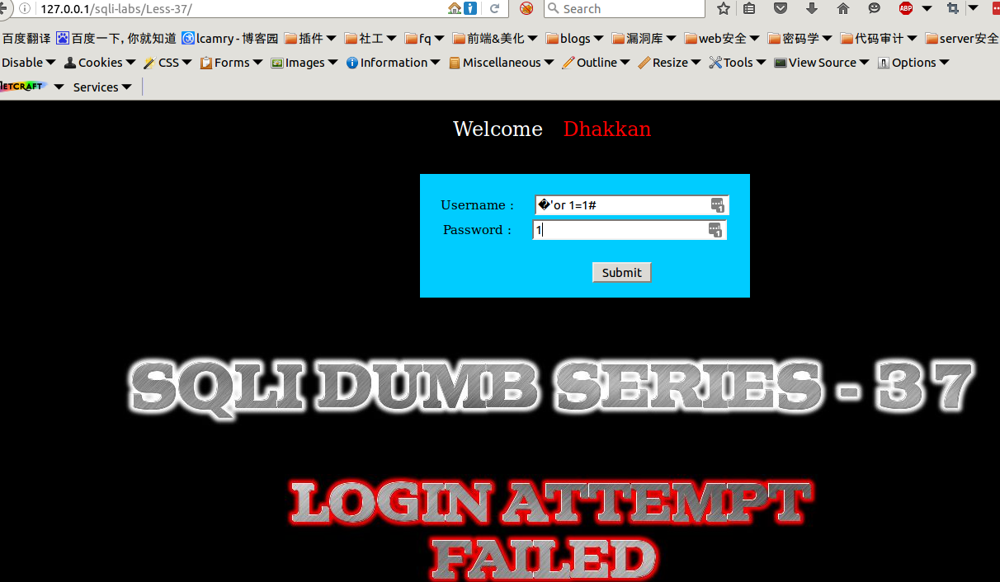 127.0.0.1/sqli-labs/Less-37/ Search ABP
百度翻译 百度一下, 你就知道 lcamry - 博客园 插件 社工 fq 前端&美化 blogs 漏洞库 web安全 密码学 代码审计 server安全
Disable Cookies CSS Forms Images Information Miscellaneous Outline Resize Tools View Source Options
ETCRAFT Services
Welcome Dhakkan
Username : �'or 1=1#
Password : 1
Submit
SQLI DUMB SERIES - 37
LOGIN ATTEMPT
FAILED